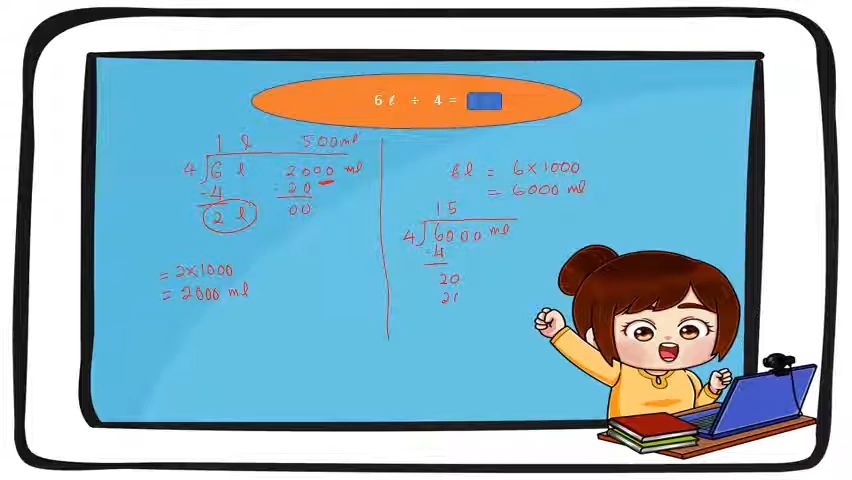 6 ℓ ÷ 4 =
1 ℓ 500 ml
4 6 ℓ 2000 ml
-4 -20
2 ℓ 00
= 2×1000
= 2000 ml
6l = 6×1000
= 6000 ml
15
4 6000 ml
-4
20